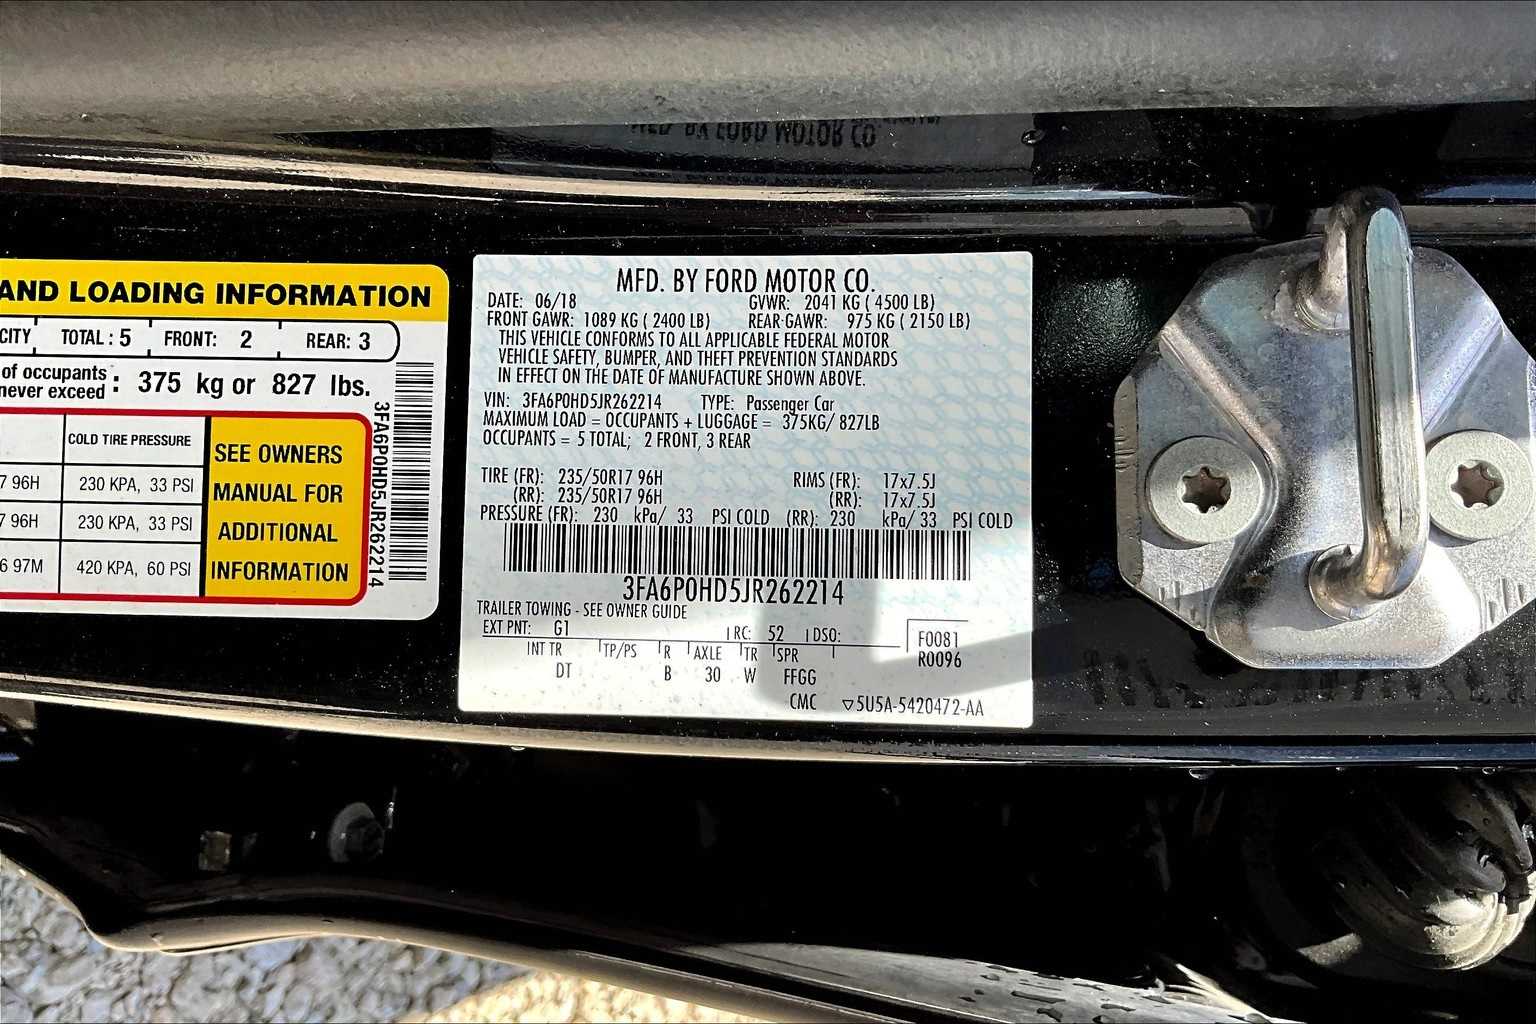 AND LOADING INFORMATION
CITY TOTAL : 5 FRONT: 2 REAR: 3
of occupants
never exceed : 375 kg or 827 lbs.
COLD TIRE PRESSURE
7 96H 230 KPA, 33 PSI
7 96H 230 KPA, 33 PSI
6 97M 420 KPA, 60 PSI
SEE OWNERS
MANUAL FOR
ADDITIONAL
INFORMATION
3FA6P0HD5JR262214
MFD. BY FORD MOTOR CO.
DATE: 06/18 GVWR: 2041 KG ( 4500 LB)
FRONT GAWR: 1089 KG ( 2400 LB) REAR GAWR: 975 KG ( 2150 LB)
THIS VEHICLE CONFORMS TO ALL APPLICABLE FEDERAL MOTOR
VEHICLE SAFETY, BUMPER, AND THEFT PREVENTION STANDARDS
IN EFFECT ON THE DATE OF MANUFACTURE SHOWN ABOVE.
VIN: 3FA6P0HD5JR262214 TYPE: Passenger Car
MAXIMUM LOAD = OCCUPANTS + LUGGAGE = 375KG/ 827LB
OCCUPANTS = 5 TOTAL; 2 FRONT, 3 REAR
TIRE (FR): 235/50R17 96H RIMS (FR): 17x7.5J
(RR): 235/50R17 96H (RR): 17x7.5J
PRESSURE (FR): 230 kPa/ 33 PSI COLD (RR): 230 kPa/ 33 PSI COLD
3FA6P0HD5JR262214
TRAILER TOWING - SEE OWNER GUIDE
EXT PNT: G1 RC: 52 DSO: F0081
INT TR TP/PS R AXLE TR SPR R0096
DT B 30 W FFGG
CMC ▽5U5A-5420472-AA